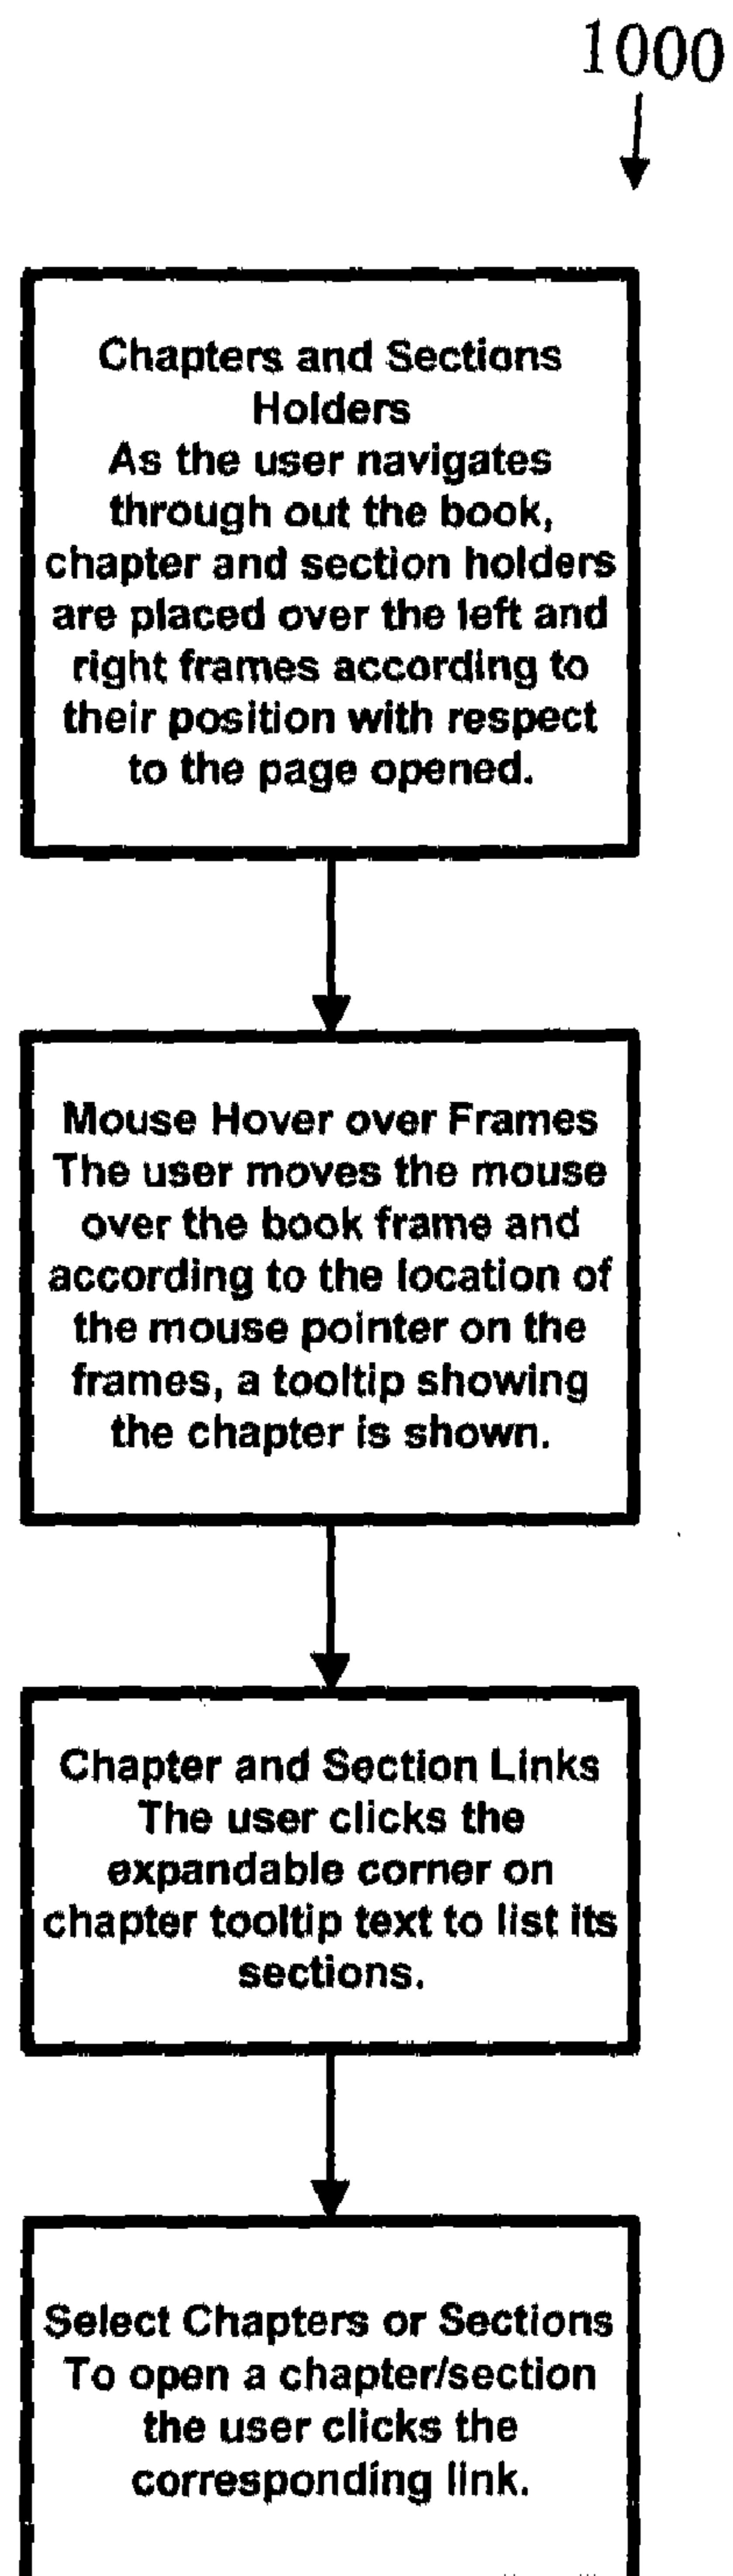 1000
Chapters and Sections
Holders
As the user navigates
through out the book,
chapter and section holders
are placed over the left and
right frames according to
their position with respect
to the page opened.
Mouse Hover over Frames
The user moves the mouse
over the book frame and
according to the location of
the mouse pointer on the
frames, a tooltip showing
the chapter is shown.
Chapter and Section Links
The user clicks the
expandable corner on
chapter tooltip text to list its
sections.
Select Chapters or Sections
To open a chapter/section
the user clicks the
corresponding link.